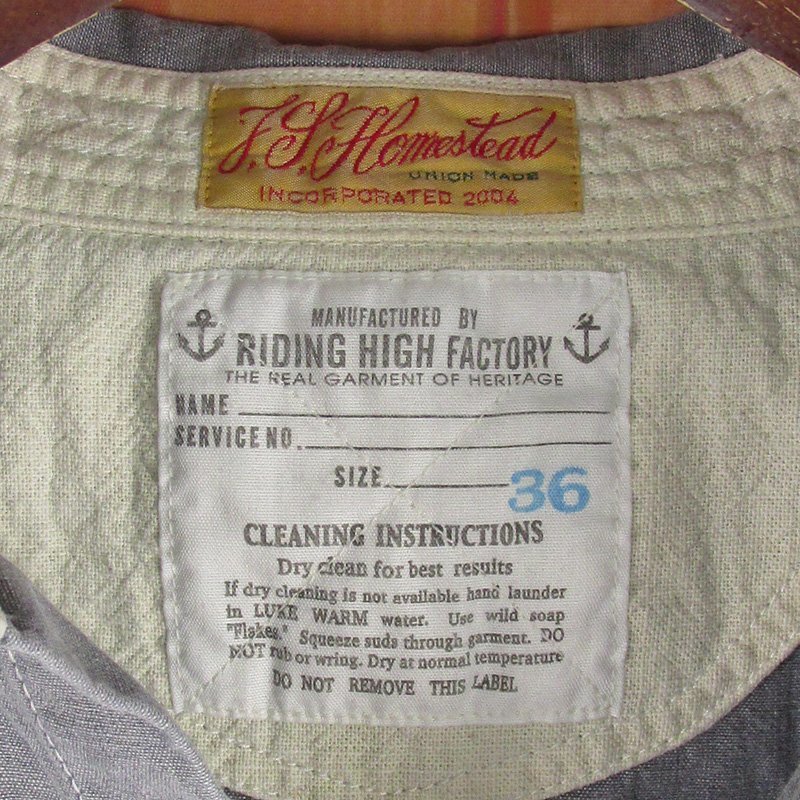 F.S.Homestead
UNION MADE
INCORPORATED 2004
MANUFACTURED BY
RIDING HIGH FACTORY
THE REAL GARMENT OF HERITAGE
NAME
SERVICE NO.
SIZE 36
CLEANING INSTRUCTIONS
Dry clean for best results
If dry cleaning is not available hand launder
in LUKE WARM water. Use wild soap
"Flakes." Squeeze suds through garment. DO
NOT rub or wring. Dry at normal temperature
DO NOT REMOVE THIS LABEL